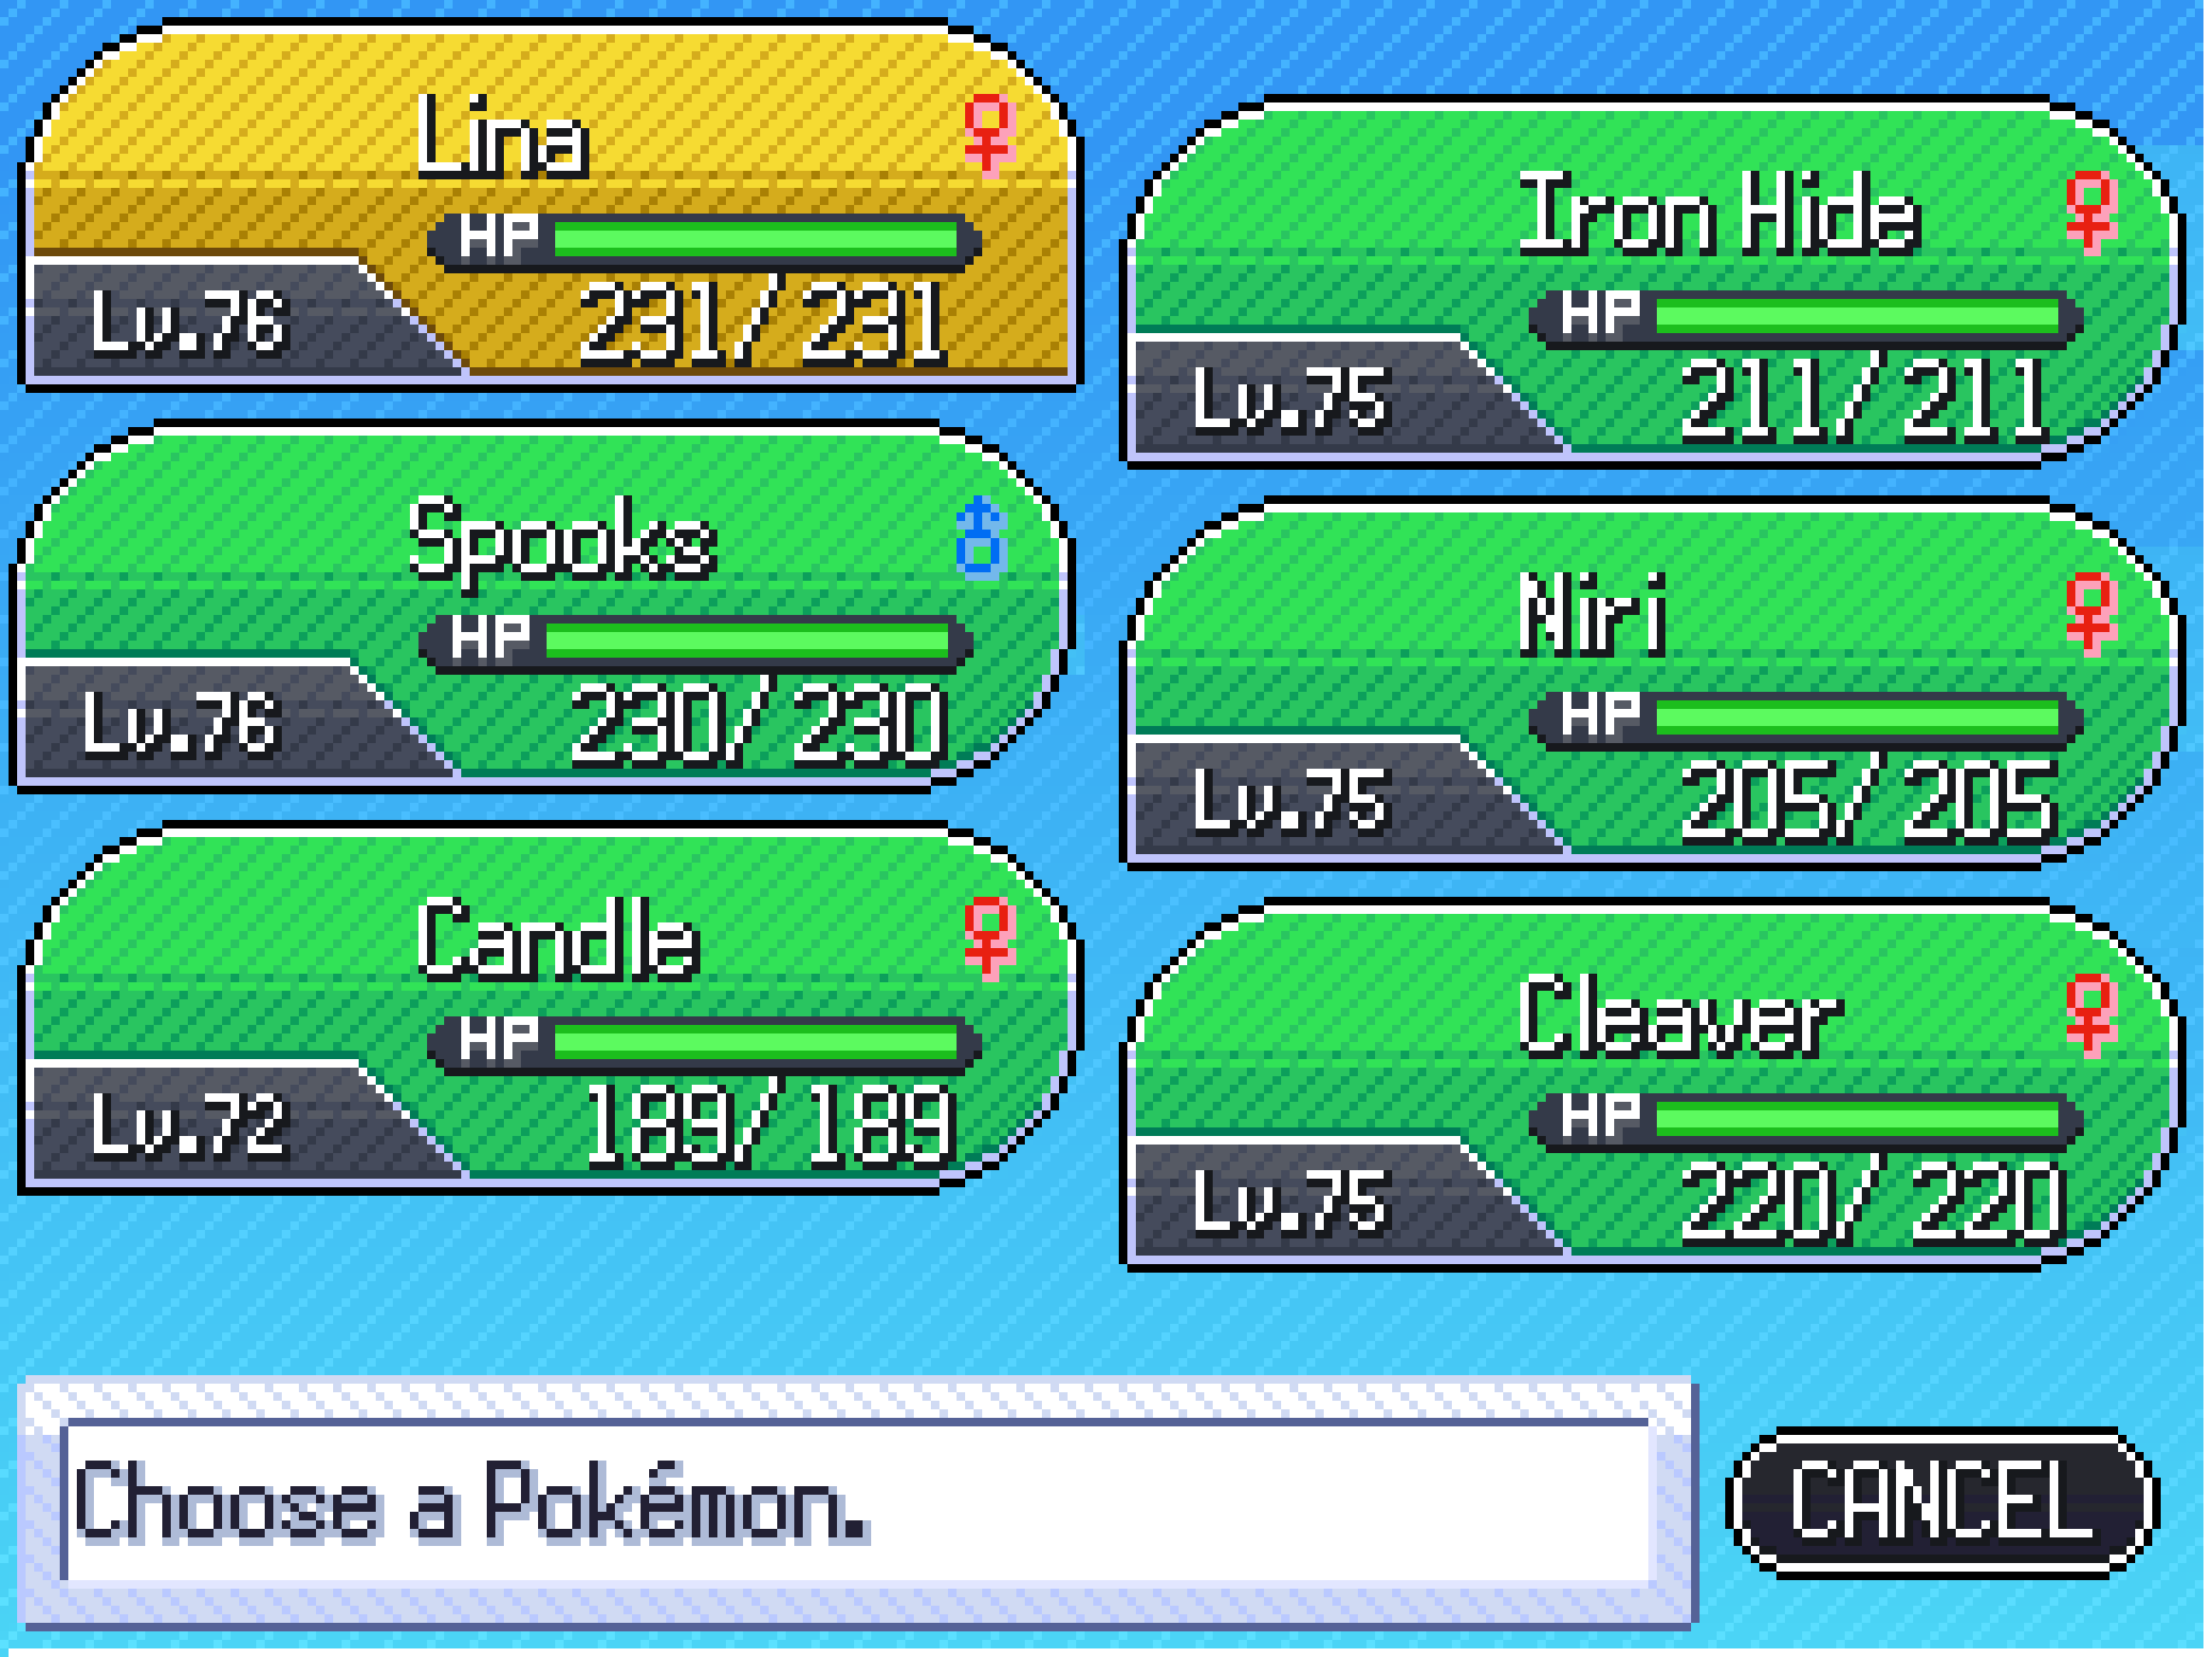 Lina ♀
HP
Lv.76 231/231
Iron Hide ♀
HP
Lv.75 211/211
Spooks ♂
HP
Lv.76 230/230
Niri ♀
HP
Lv.75 205/205
Candle ♀
HP
Lv.72 189/189
Cleaver ♀
HP
Lv.75 220/220
Choose a Pokémon.
CANCEL